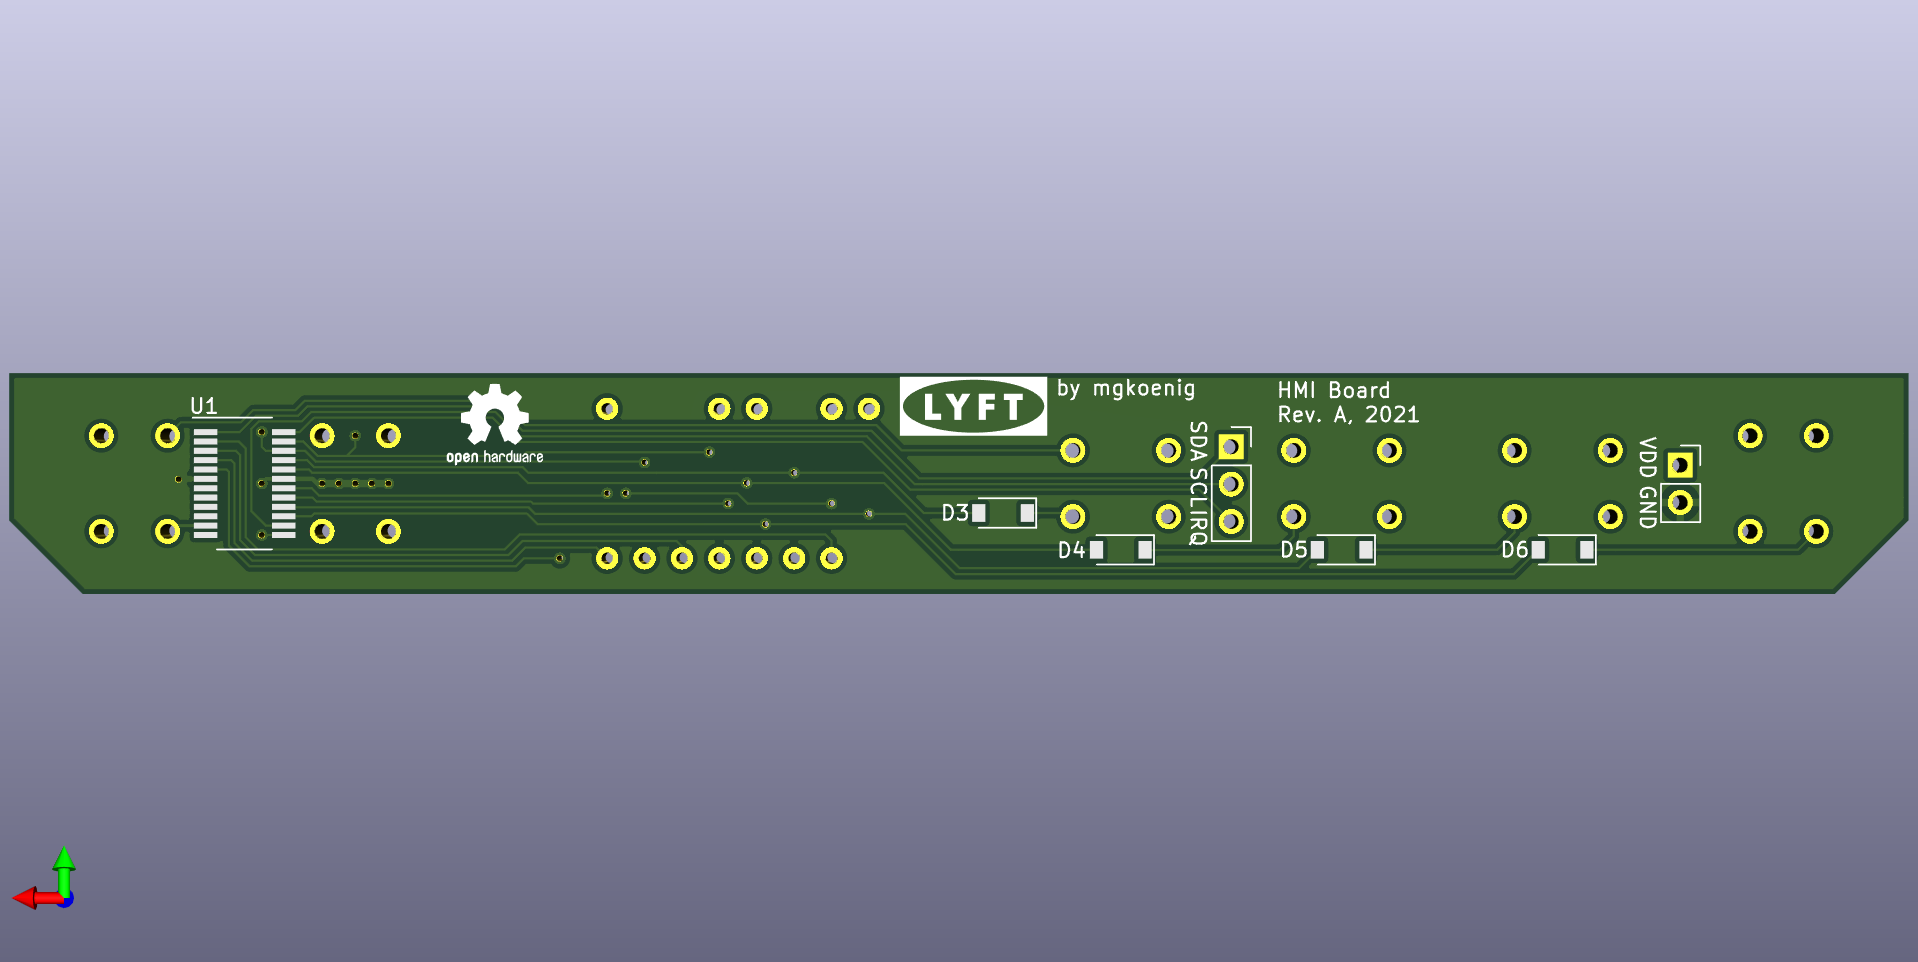 U1
open hardware
LYFT
by mgkoenig
HMI Board
Rev. A, 2021
SDA SCL IRQ
VDD GND
D3
D4
D5
D6